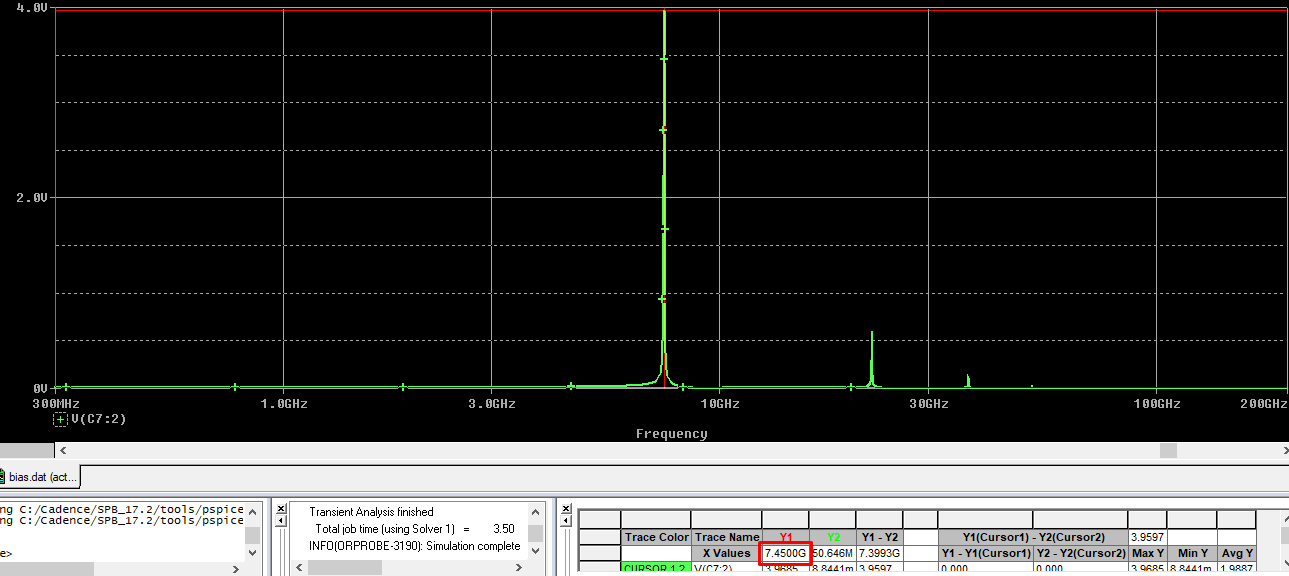 4.0V
2.0V
0V
300MHz 1.0GHz 3.0GHz 10GHz 30GHz 100GHz 200GHz
V(C7:2)
Frequency
bias.dat (act...
ng C:/Cadence/SPB_17.2/tools/pspice
ng C:/Cadence/SPB_17.2/tools/pspice
e>
Transient Analysis finished
Total job time (using Solver 1) = 3.50
INFO(ORPROBE-3190): Simulation complete
Trace Color Trace Name Y1 Y2 Y1 - Y2 Y1(Cursor1) - Y2(Cursor2) 3.9597
X Values 7.4500G 50.646M 7.3993G Y1 - Y1(Cursor1) Y2 - Y2(Cursor2) Max Y Min Y Avg Y
CURSOR 1,2 V(C7:2) 3.9685 8.8441m 3.9597 0.000 0.000 3.9685 8.8441m 1.9887